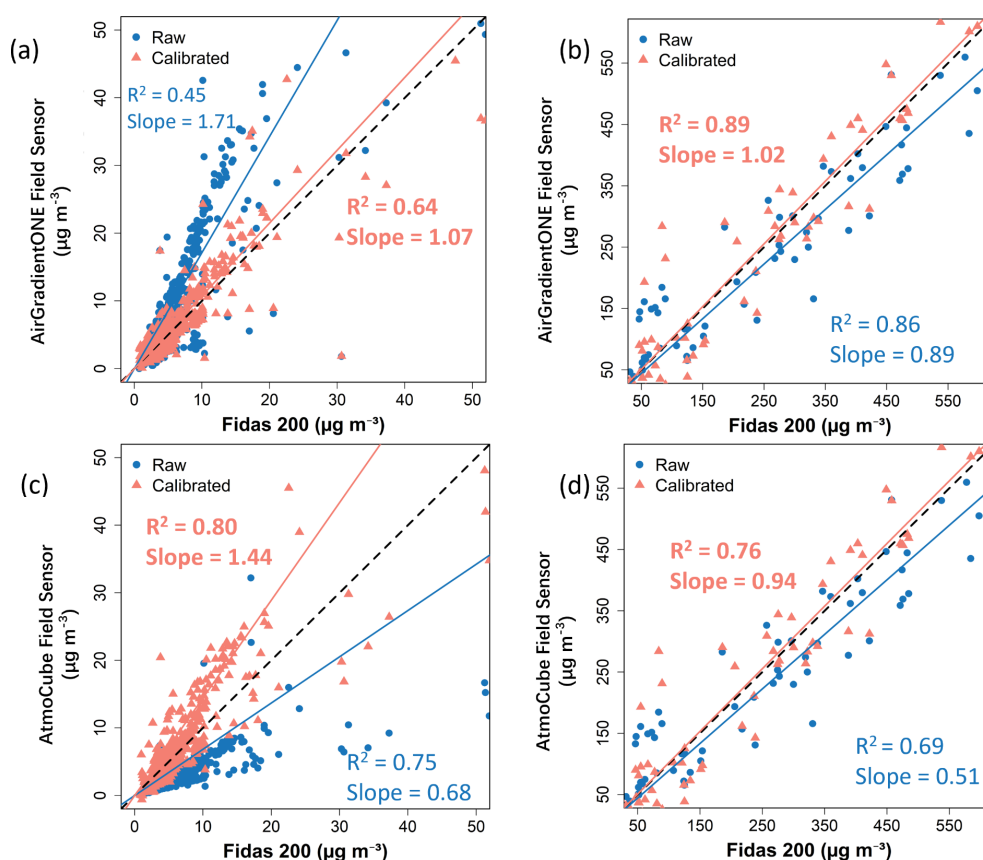 (a)
Raw
Calibrated
R² = 0.45
Slope = 1.71
R² = 0.64
Slope = 1.07
AirGradientONE Field Sensor
(µg m⁻³)
0 10 20 30 40 50
0 10 20 30 40 50
Fidas 200 (µg m⁻³)
(b)
Raw
Calibrated
R² = 0.89
Slope = 1.02
R² = 0.86
Slope = 0.89
AirGradientONE Field Sensor
(µg m⁻³)
50 150 250 350 450 550
50 150 250 350 450 550
Fidas 200 (µg m⁻³)
(c)
Raw
Calibrated
R² = 0.80
Slope = 1.44
R² = 0.75
Slope = 0.68
AtmoCube Field Sensor
(µg m⁻³)
0 10 20 30 40 50
0 10 20 30 40 50
Fidas 200 (µg m⁻³)
(d)
Raw
Calibrated
R² = 0.76
Slope = 0.94
R² = 0.69
Slope = 0.51
AtmoCube Field Sensor
(µg m⁻³)
50 150 250 350 450 550
50 150 250 350 450 550
Fidas 200 (µg m⁻³)